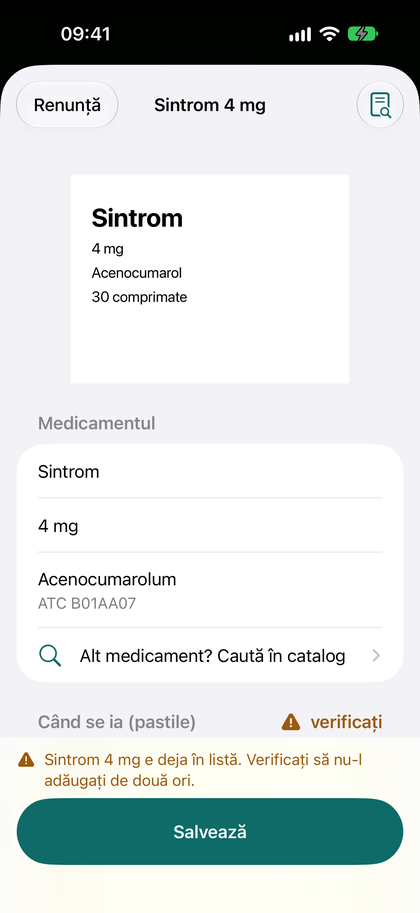 09:41
Renunță
Sintrom 4 mg
Sintrom
4 mg
Acenocumarol
30 comprimate
Medicamentul
Sintrom
4 mg
Acenocumarolum
ATC B01AA07
Alt medicament? Caută în catalog
Când se ia (pastile)
verificați
Sintrom 4 mg e deja în listă. Verificați să nu-l
adăugați de două ori.
Salvează